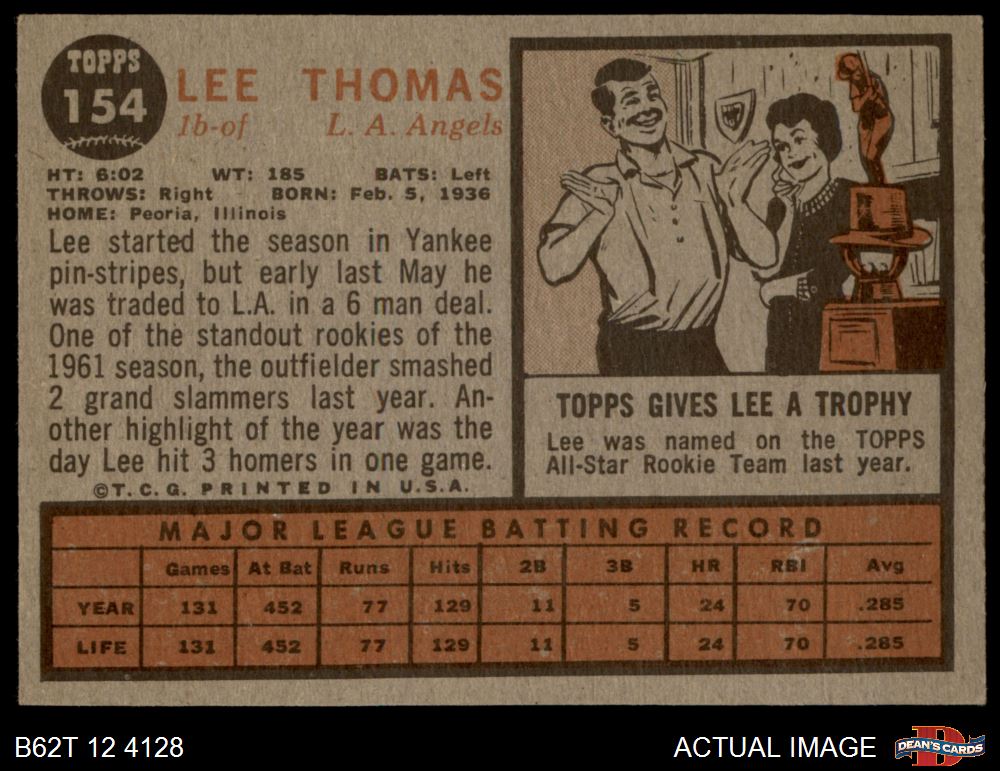 TOPPS
154
LEE THOMAS
1b-of L. A. Angels
HT: 6:02 WT: 185 BATS: Left
THROWS: Right BORN: Feb. 5, 1936
HOME: Peoria, Illinois
Lee started the season in Yankee
pin-stripes, but early last May he
was traded to L.A. in a 6 man deal.
One of the standout rookies of the
1961 season, the outfielder smashed
2 grand slammers last year. An-
other highlight of the year was the
day Lee hit 3 homers in one game.
©T. C. G. PRINTED IN U.S.A.
TOPPS GIVES LEE A TROPHY
Lee was named on the TOPPS
All-Star Rookie Team last year.
MAJOR LEAGUE BATTING RECORD
Games At Bat Runs Hits 2B 3B HR RBI Avg
YEAR 131 452 77 129 11 5 24 70 .285
LIFE 131 452 77 129 11 5 24 70 .285
B62T 12 4128
ACTUAL IMAGE
DEAN'S CARDS